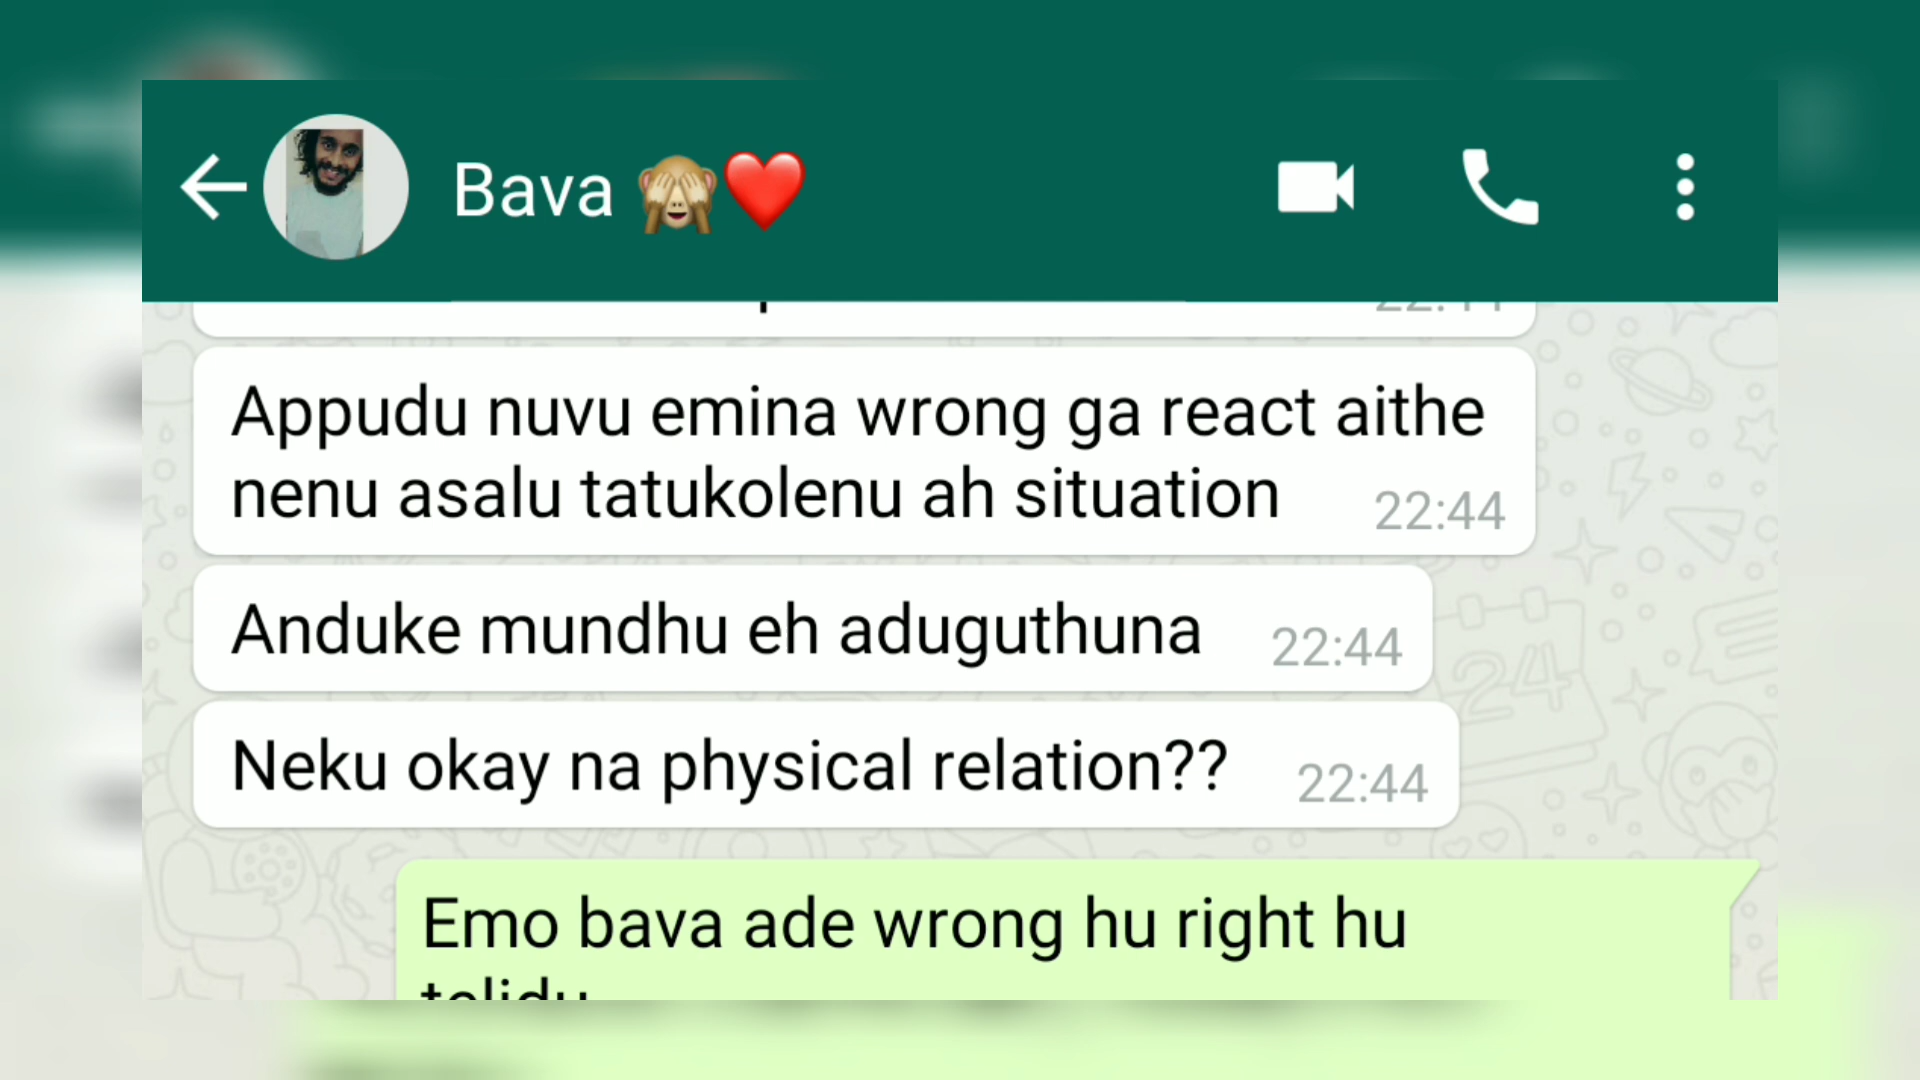 Bava 🙈❤️
Appudu nuvu emina wrong ga react aithe
nenu asalu tatukolenu ah situation 22:44
Anduke mundhu eh aduguthuna 22:44
Neku okay na physical relation?? 22:44
Emo bava ade wrong hu right hu